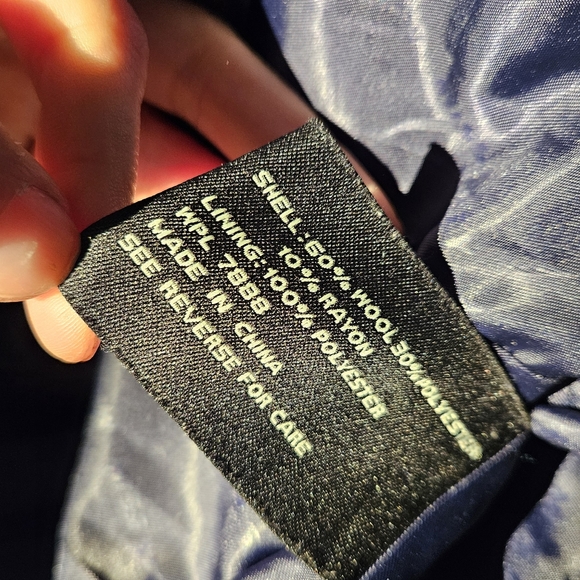 SHELL: 60% WOOL 30% POLYESTER
10% RAYON
LINING: 100% POLYESTER
WPL 7888
MADE IN CHINA
SEE REVERSE FOR CARE